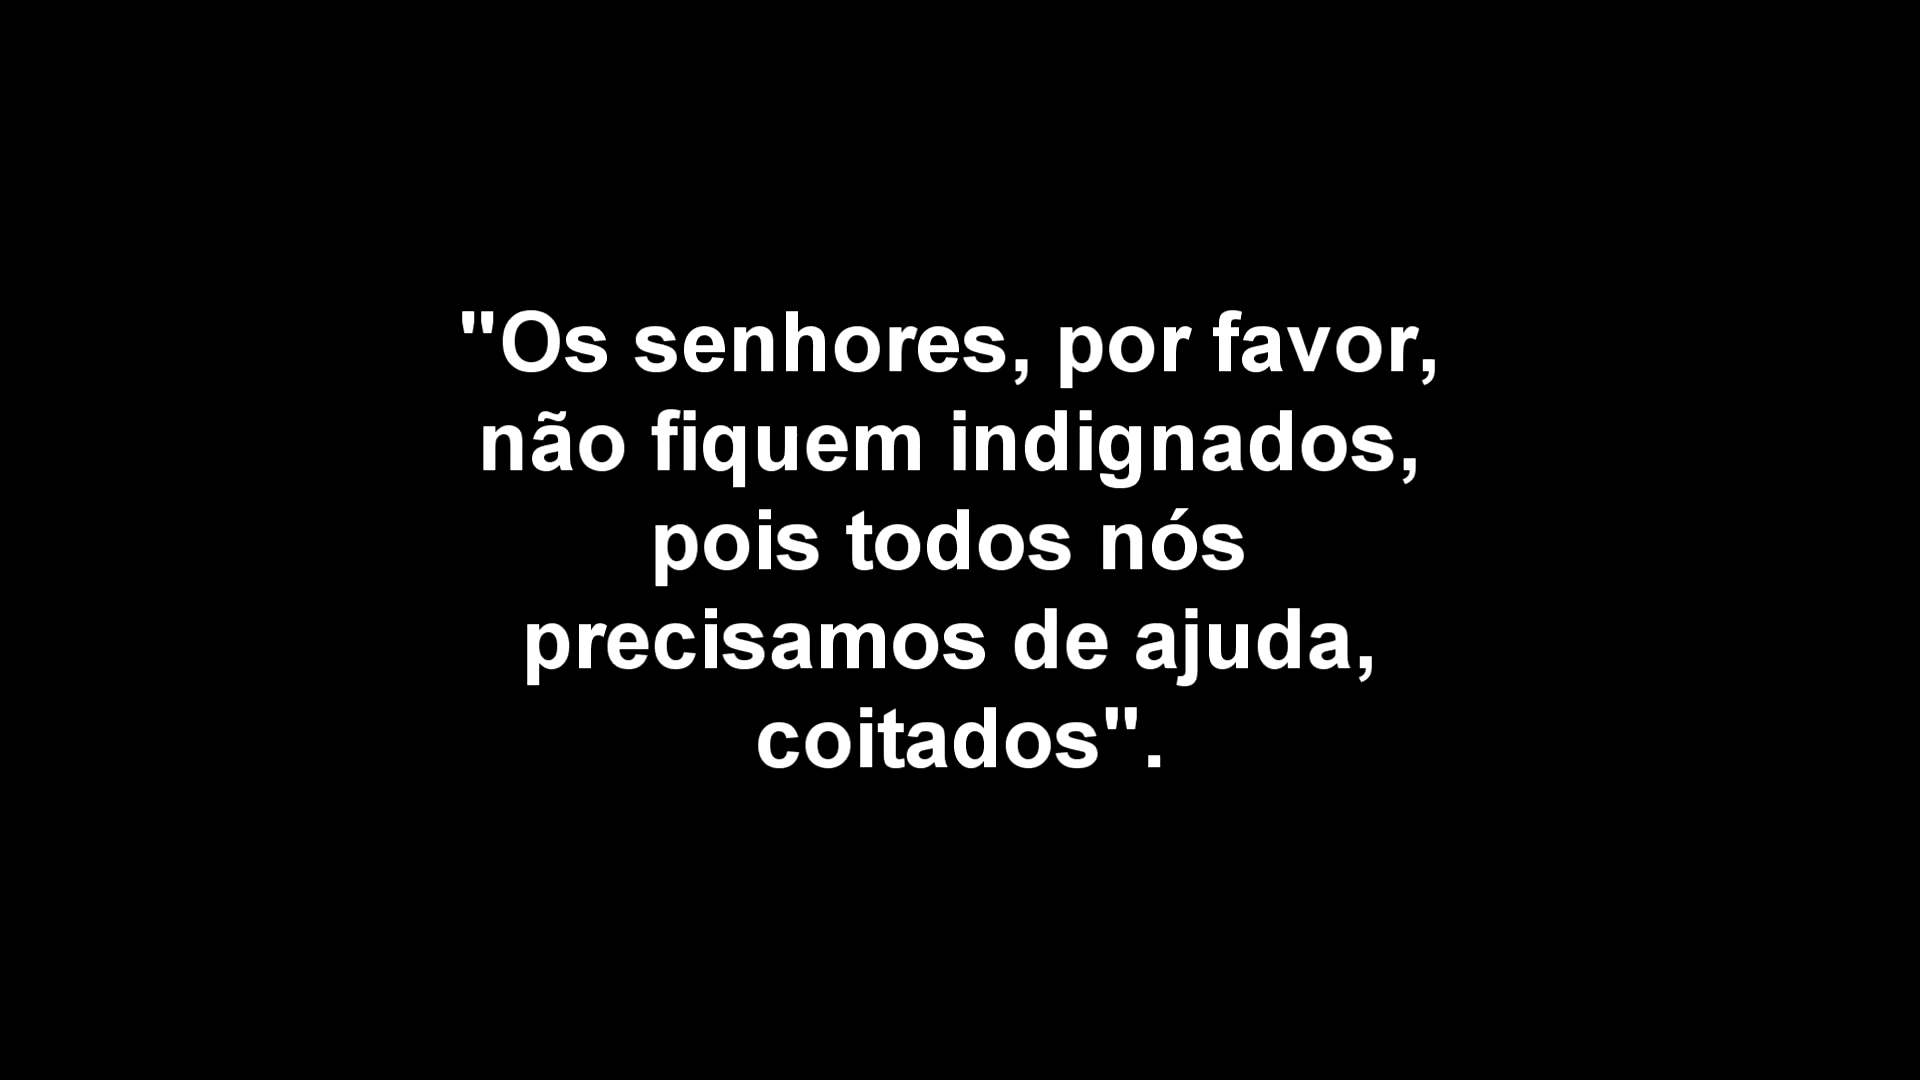 "Os senhores, por favor,
não fiquem indignados,
pois todos nós
precisamos de ajuda,
coitados".